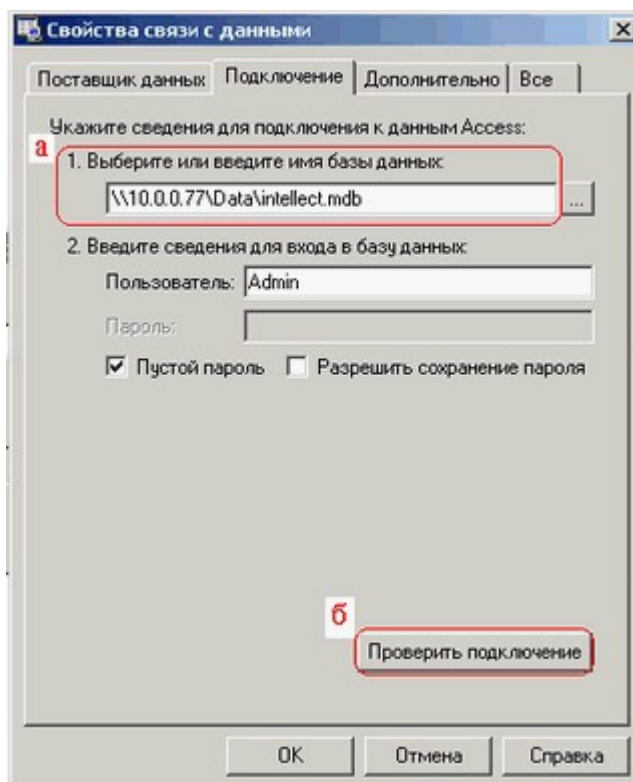 Свойства связи с данными
Поставщик данных Подключение Дополнительно Все
Укажите сведения для подключения к данным Access:
а
1. Выберите или введите имя базы данных:
\\10.0.0.77\Data\intellect.mdb ...
2. Введите сведения для входа в базу данных:
Пользователь: Admin
Пароль:
Пустой пароль Разрешить сохранение пароля
б
Проверить подключение
ОК Отмена Справка